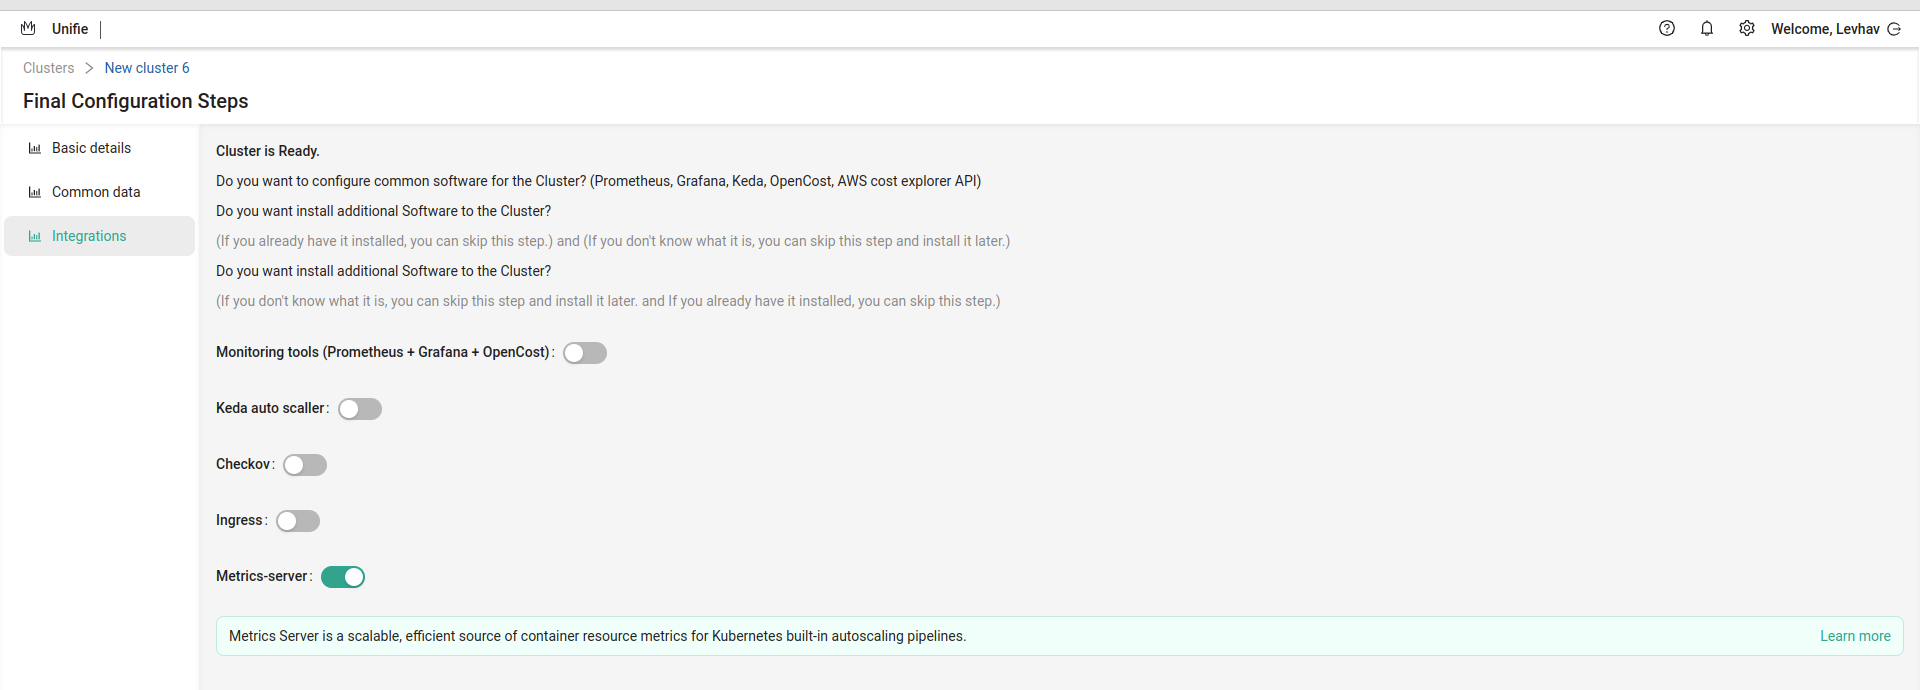 Unifie
Welcome, Levhav
Clusters > New cluster 6
Final Configuration Steps
Basic details
Common data
Integrations
Cluster is Ready.
Do you want to configure common software for the Cluster? (Prometheus, Grafana, Keda, OpenCost, AWS cost explorer API)
Do you want install additional Software to the Cluster?
(If you already have it installed, you can skip this step.) and (If you don't know what it is, you can skip this step and install it later.)
Do you want install additional Software to the Cluster?
(If you don't know what it is, you can skip this step and install it later. and If you already have it installed, you can skip this step.)
Monitoring tools (Prometheus + Grafana + OpenCost) :
Keda auto scaller :
Checkov :
Ingress :
Metrics-server :
Metrics Server is a scalable, efficient source of container resource metrics for Kubernetes built-in autoscaling pipelines.
Learn more